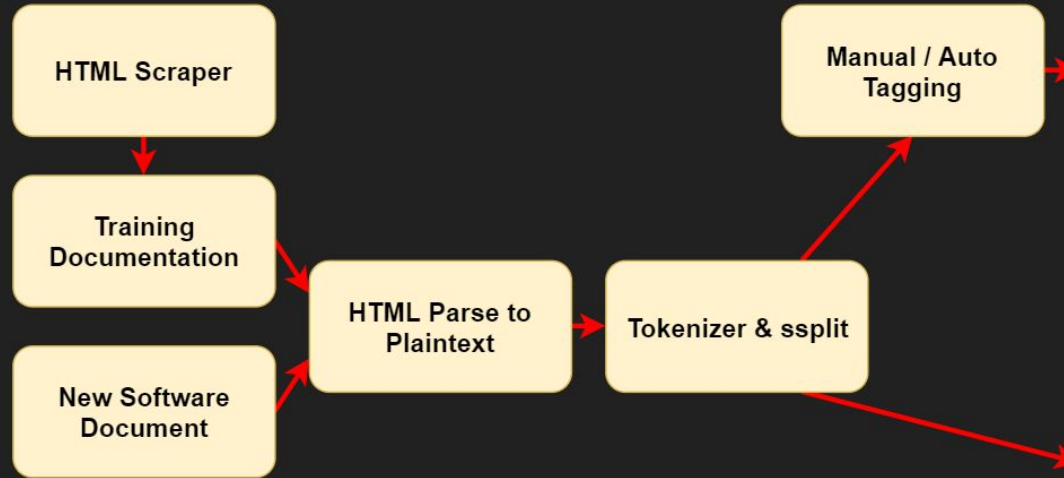 HTML Scraper
Training
Documentation
New Software
Document
HTML Parse to
Plaintext
Tokenizer & ssplit
Manual / Auto
Tagging